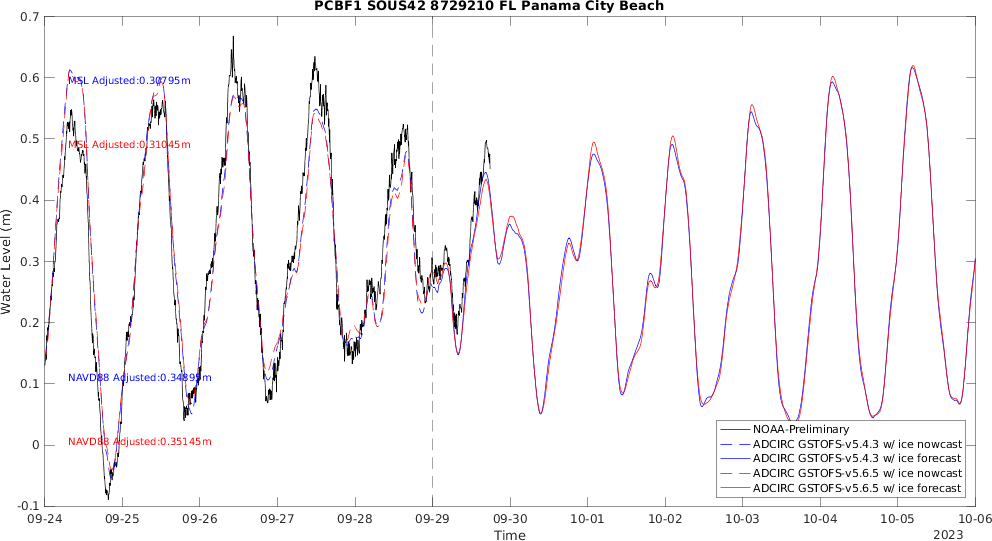 PCBF1 SOUS42 8729210 FL Panama City Beach
0.7
0.6
0.5
0.4
0.3
0.2
0.1
0
-0.1
Water Level (m)
MSL Adjusted:0.30795m
MSL Adjusted:0.31045m
NAVD88 Adjusted:0.34895m
NAVD88 Adjusted:0.35145m
NOAA-Preliminary
ADCIRC GSTOFS-v5.4.3 w/ ice nowcast
ADCIRC GSTOFS-v5.4.3 w/ ice forecast
ADCIRC GSTOFS-v5.6.5 w/ ice nowcast
ADCIRC GSTOFS-v5.6.5 w/ ice forecast
09-24 09-25 09-26 09-27 09-28 09-29 09-30 10-01 10-02 10-03 10-04 10-05 10-06
Time
2023